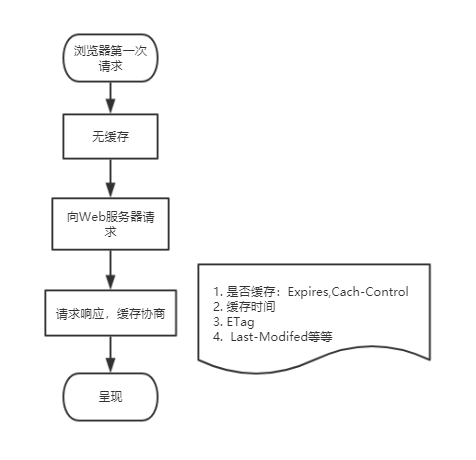 浏览器第一次
请求
无缓存
向Web服务器请
求
请求响应，缓存协商
呈现
1. 是否缓存：Expires,Cach-Control
2. 缓存时间
3. ETag
4. Last-Modifed等等